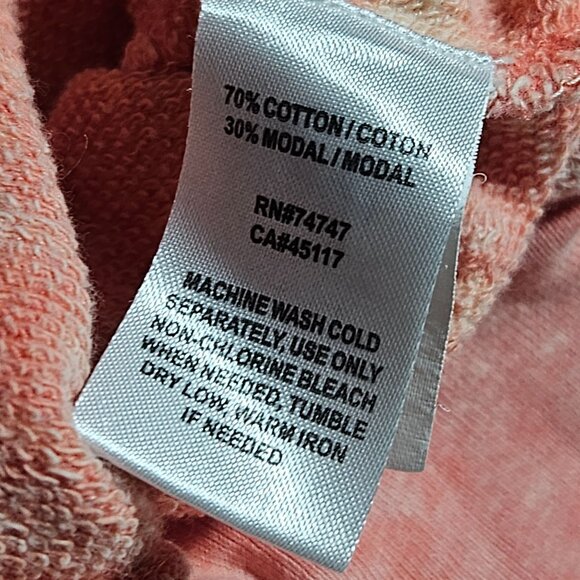 70% COTTON / COTON
30% MODAL / MODAL
RN#74747
CA#45117
MACHINE WASH COLD
SEPARATELY, USE ONLY
NON-CHLORINE BLEACH
WHEN NEEDED, TUMBLE
DRY LOW, WARM IRON
IF NEEDED